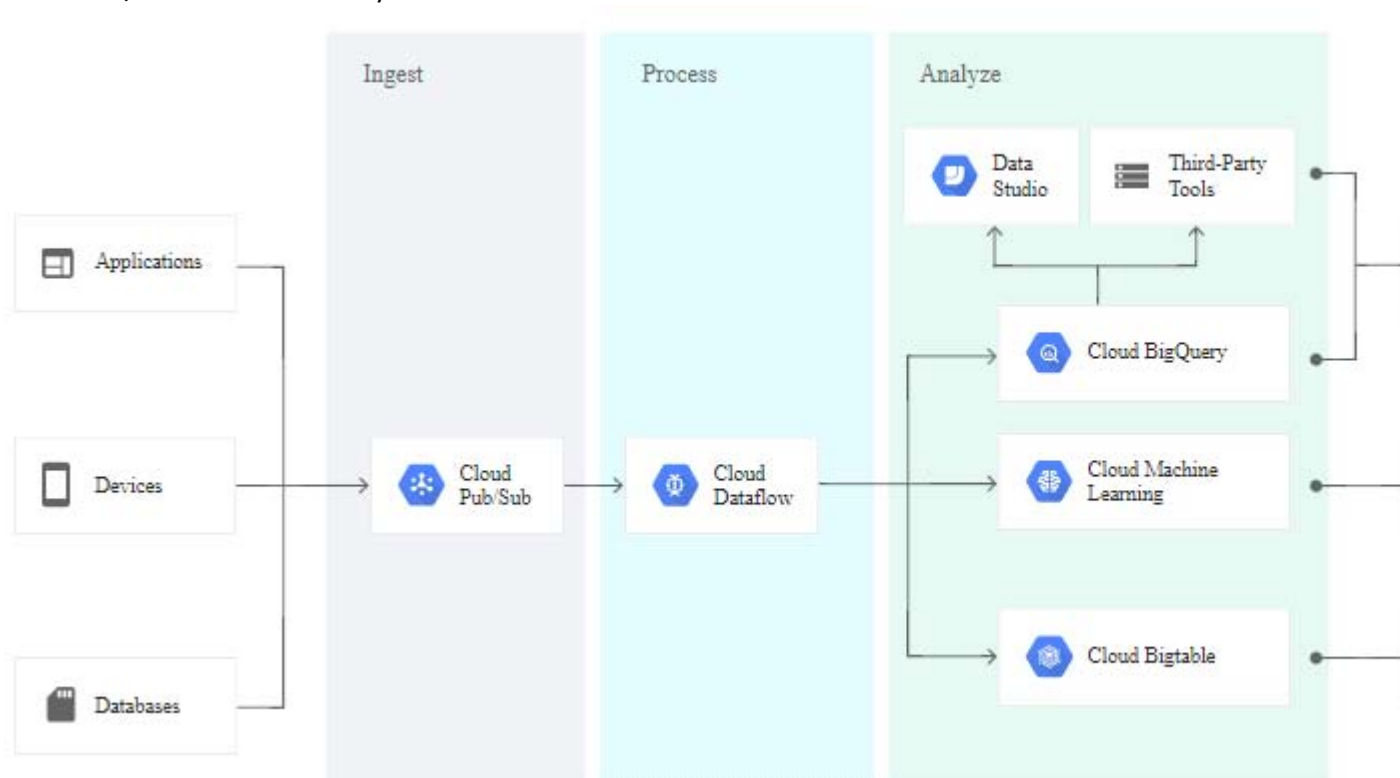 Ingest
Process
Analyze
Data
Studio
Third-Party
Tools
Applications
Cloud BigQuery
Devices
Cloud
Pub/Sub
Cloud
Dataflow
Cloud Machine
Learning
Databases
Cloud Bigtable